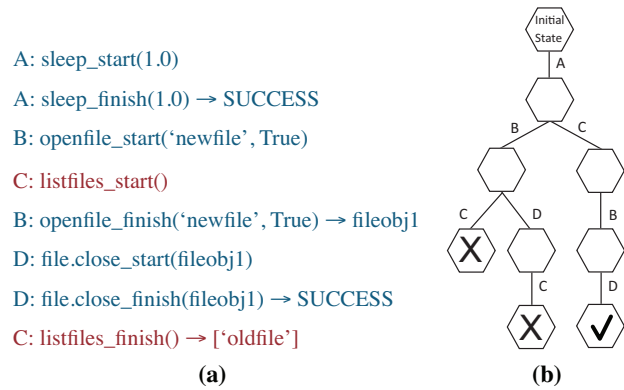 A: sleep_start(1.0)
A: sleep_finish(1.0) → SUCCESS
B: openfile_start(‘newfile’, True)
C: listfiles_start()
B: openfile_finish(‘newfile’, True) → fileobj1
D: file.close_start(fileobj1)
D: file.close_finish(fileobj1) → SUCCESS
C: listfiles_finish() → [‘oldfile’]
(a)
Initial
State
A
B
C
C
D
B
X
C
D
X
✓
(b)